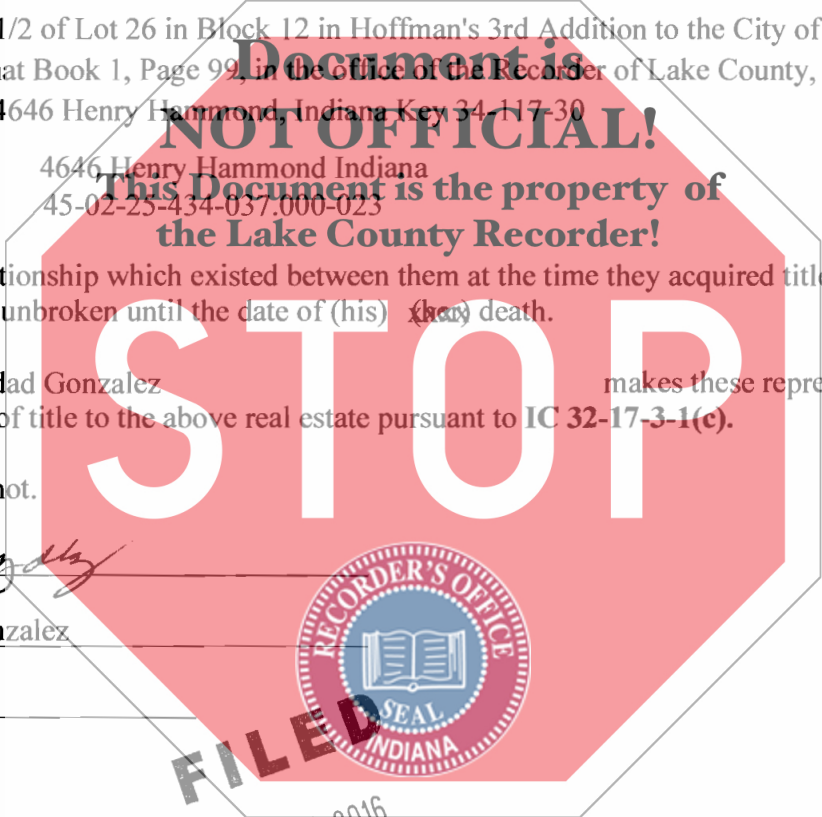 1/2 of Lot 26 in Block 12 in Hoffman's 3rd Addition to the City of
Document is
at Book 1, Page 99, in the office of the Recorder of Lake County,
4646 Henry Hammond, Indiana Key 34-117-30
NOT OFFICIAL!
4646 Henry Hammond Indiana
This Document is the property of
45-02-25-434-037.000-023
the Lake County Recorder!
tionship which existed between them at the time they acquired title
unbroken until the date of (his) (her) death.
dad Gonzalez makes these repre
of title to the above real estate pursuant to IC 32-17-3-1(c).
STOP
not.
nzalez
RECORDER'S OFFICE
SEAL
INDIANA
FILED
2016